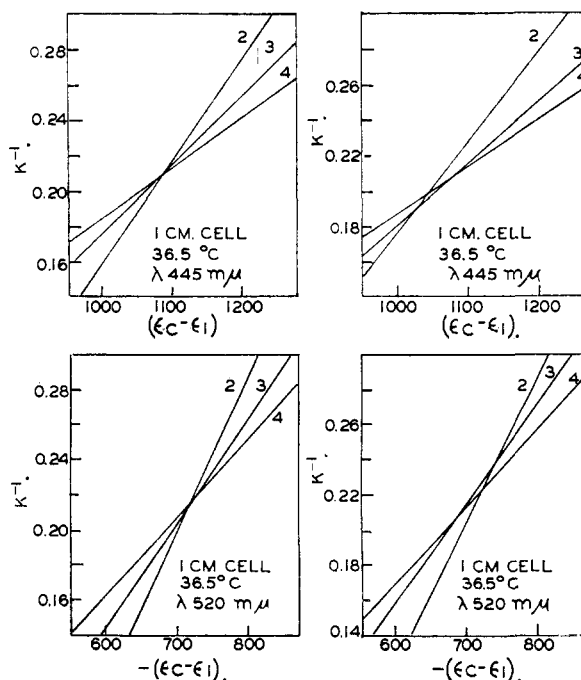 0.28
0.24
0.20
0.16
K⁻¹.
2
3
4
1 CM. CELL
36.5 °C
λ 445 mμ
1000
1100
1200
(ϵC-ϵ1)
0.26
0.22
0.18
K⁻¹.
2
3
4
1 CM. CELL
36.5 °C
λ 445 mμ
1000
1100
1200
(ϵC-ϵ1).
0.28
0.24
0.20
0.16
K⁻¹.
2
3
4
1 CM CELL
36.5°C
λ 520 mμ
600
700
800
-(ϵC-ϵ1).
0.26
0.22
0.18
0.14
K⁻¹.
2
3
4
1 CM CELL
36.5°C
λ 520 mμ
600
700
800
-(ϵC-ϵ1).